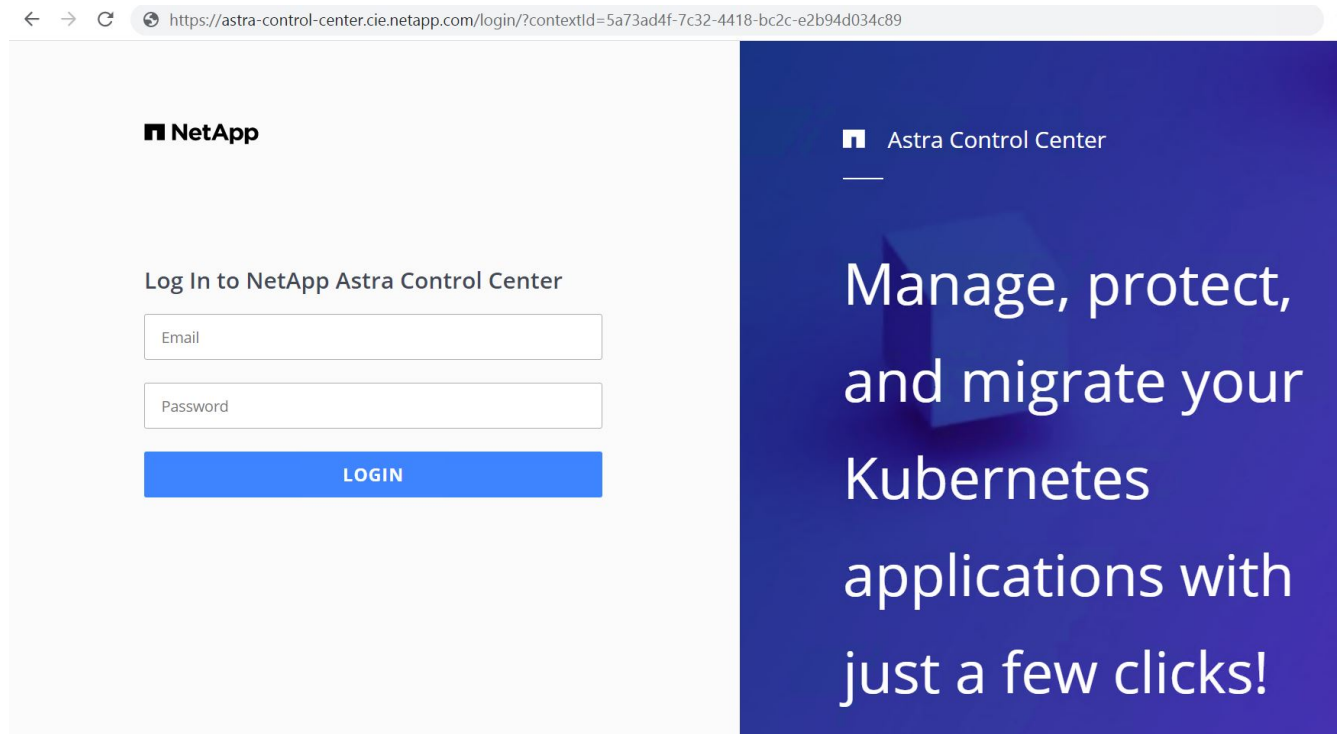 https://astra-control-center.cie.netapp.com/login/?contextId=5a73ad4f-7c32-4418-bc2c-e2b94d034c89
NetApp
Log In to NetApp Astra Control Center
Email
Password
LOGIN
Astra Control Center
Manage, protect,
and migrate your
Kubernetes
applications with
just a few clicks!